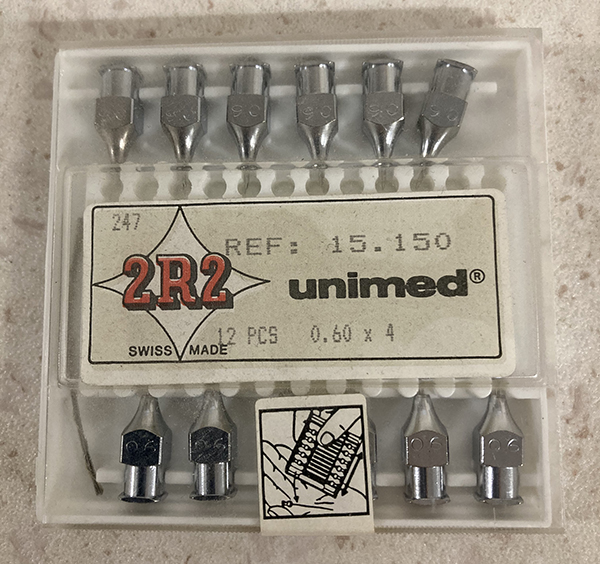 247
REF: 15.150
2R2
unimed®
12 PCS 0.60 x 4
SWISS MADE